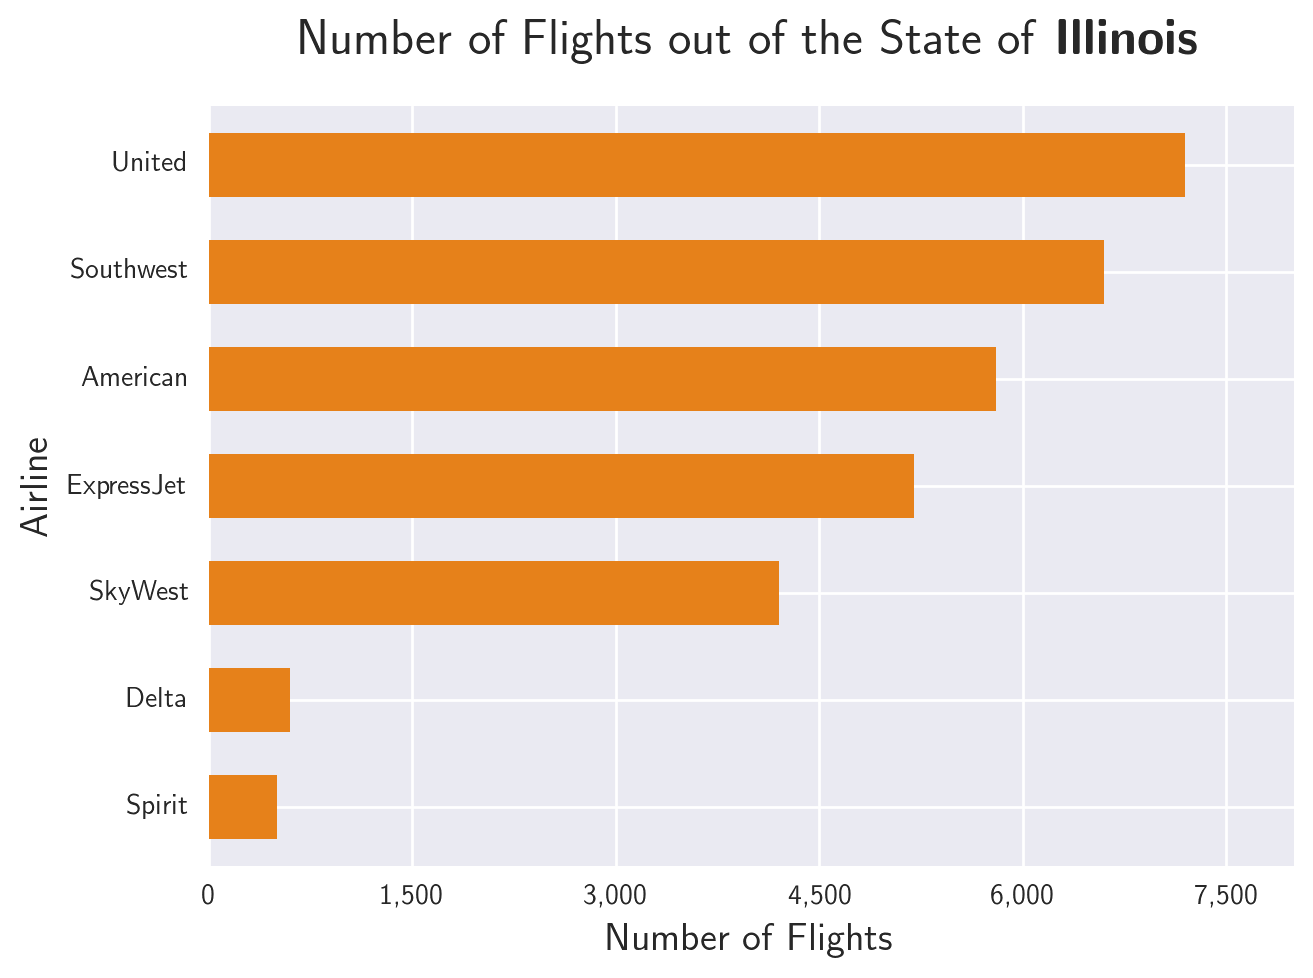 Number of Flights out of the State of Illinois
United
Southwest
American
ExpressJet
SkyWest
Delta
Spirit
Airline
0 1,500 3,000 4,500 6,000 7,500
Number of Flights